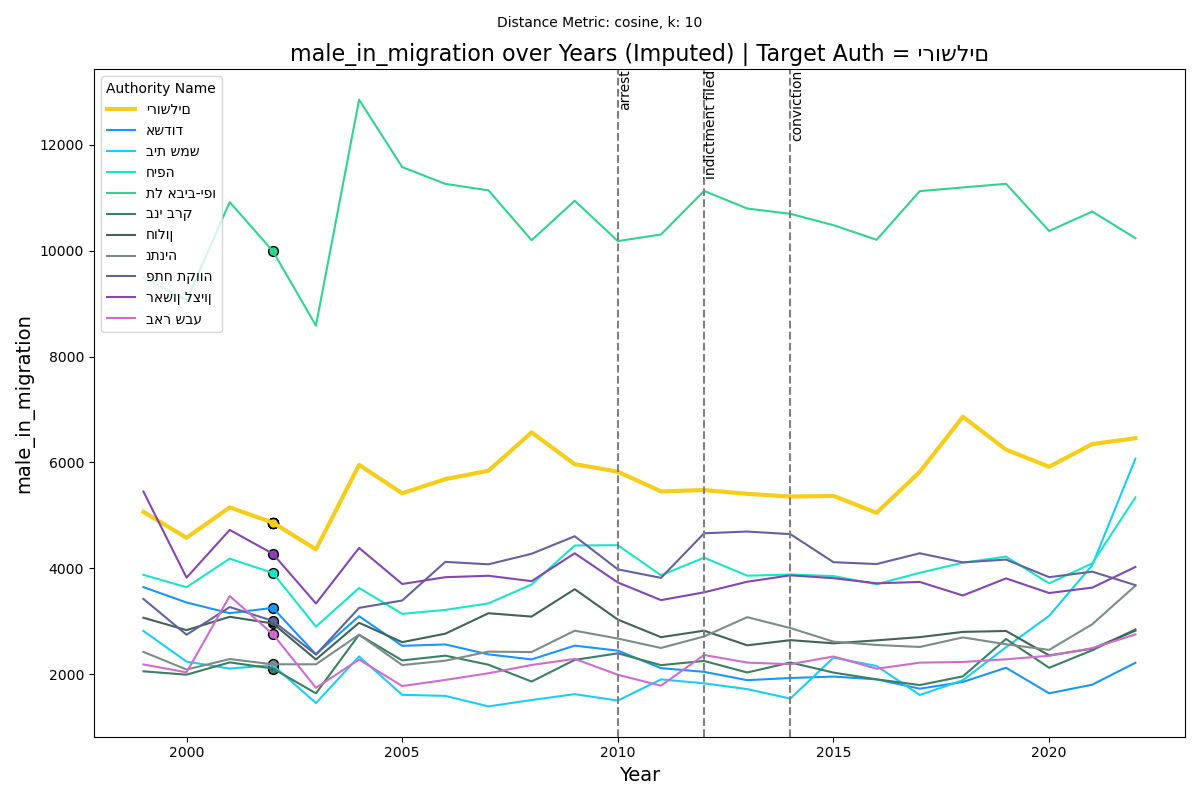 Distance Metric: cosine, k: 10
male_in_migration over Years (Imputed) | Target Auth = ירושלים
Authority Name
ירושלים
אשדוד
בית שמש
חיפה
תל אביב-יפו
בני ברק
חולון
נתניה
פתח תקווה
ראשון לציון
באר שבע
arrest
indictment filed
conviction
12000
10000
8000
6000
4000
2000
male_in_migration
2000
2005
2010
2015
2020
Year